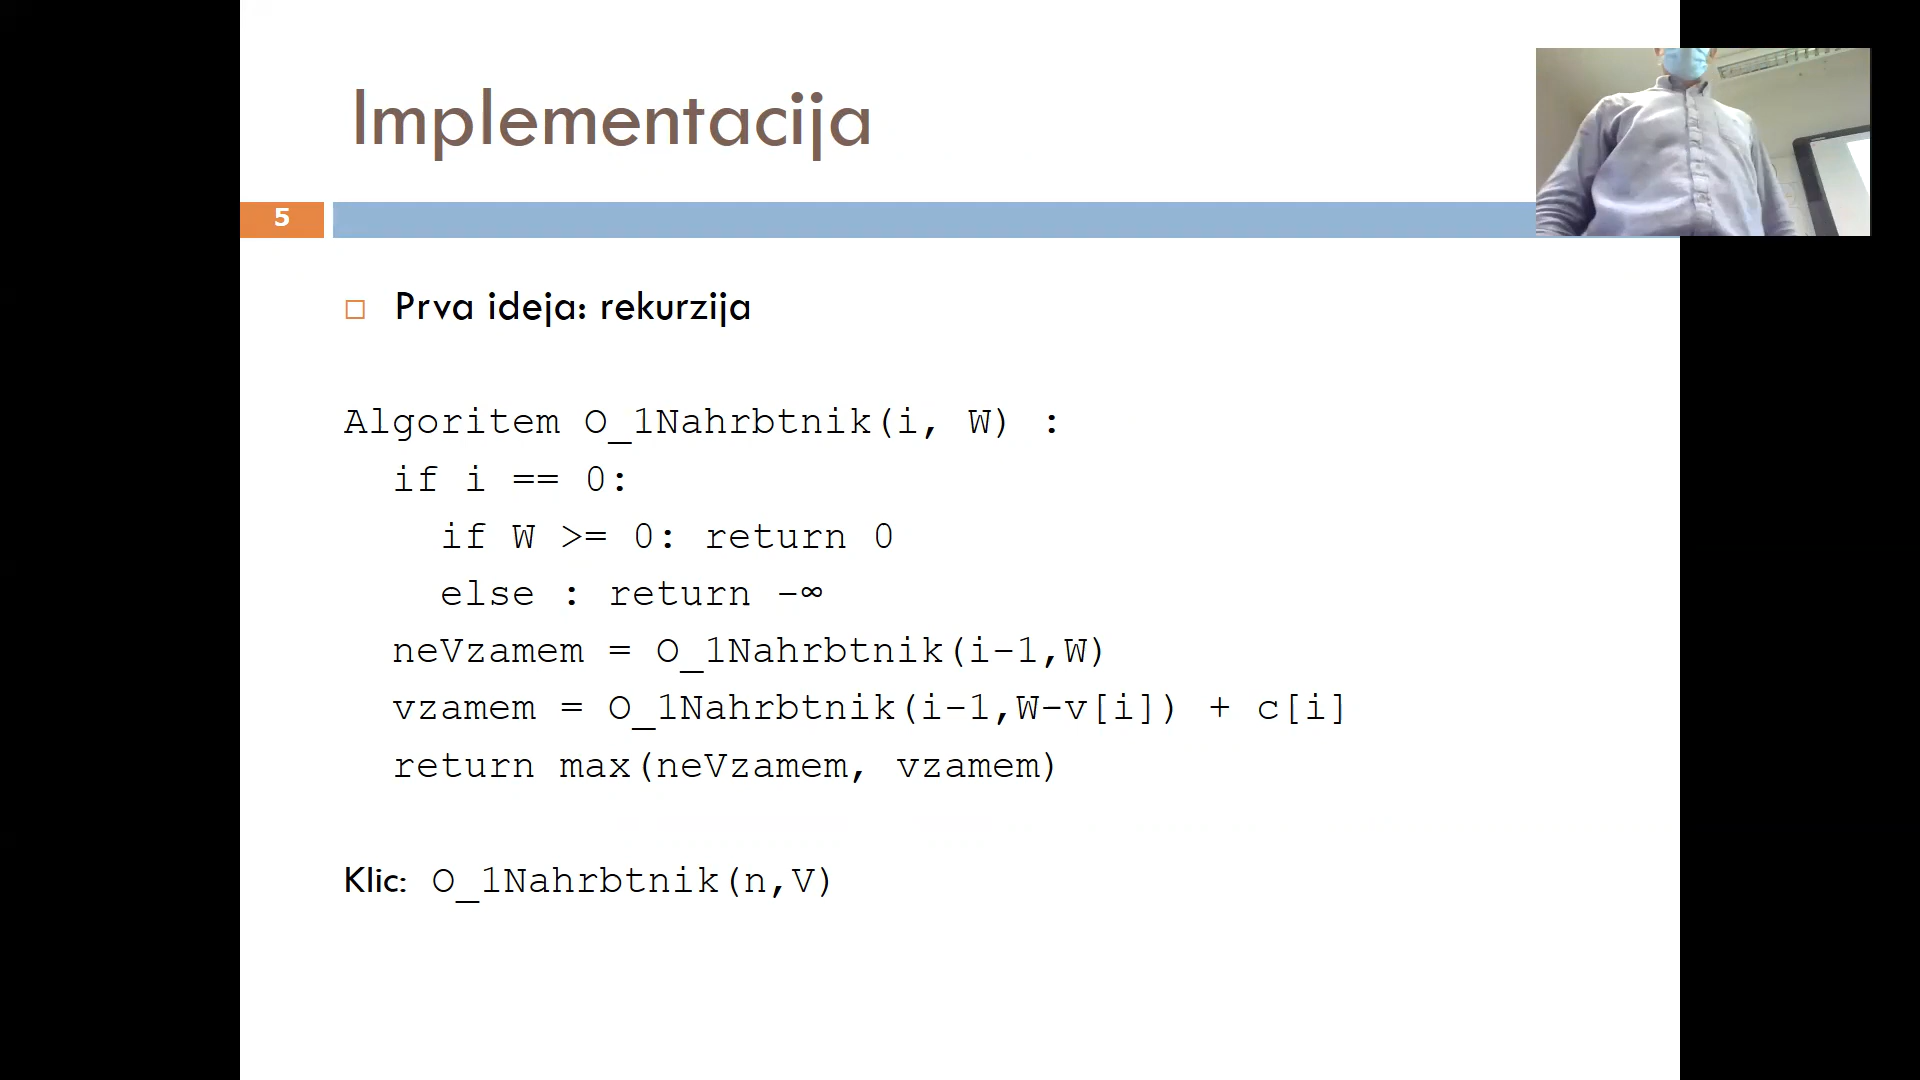 Implementacija
5
Prva ideja: rekurzija
Algoritem O_1Nahrbtnik(i, W) :
if i == 0:
if W >= 0: return 0
else : return -∞
neVzamem = O_1Nahrbtnik(i-1,W)
vzamem = O_1Nahrbtnik(i-1,W-v[i]) + c[i]
return max(neVzamem, vzamem)
Klic: O_1Nahrbtnik(n,V)